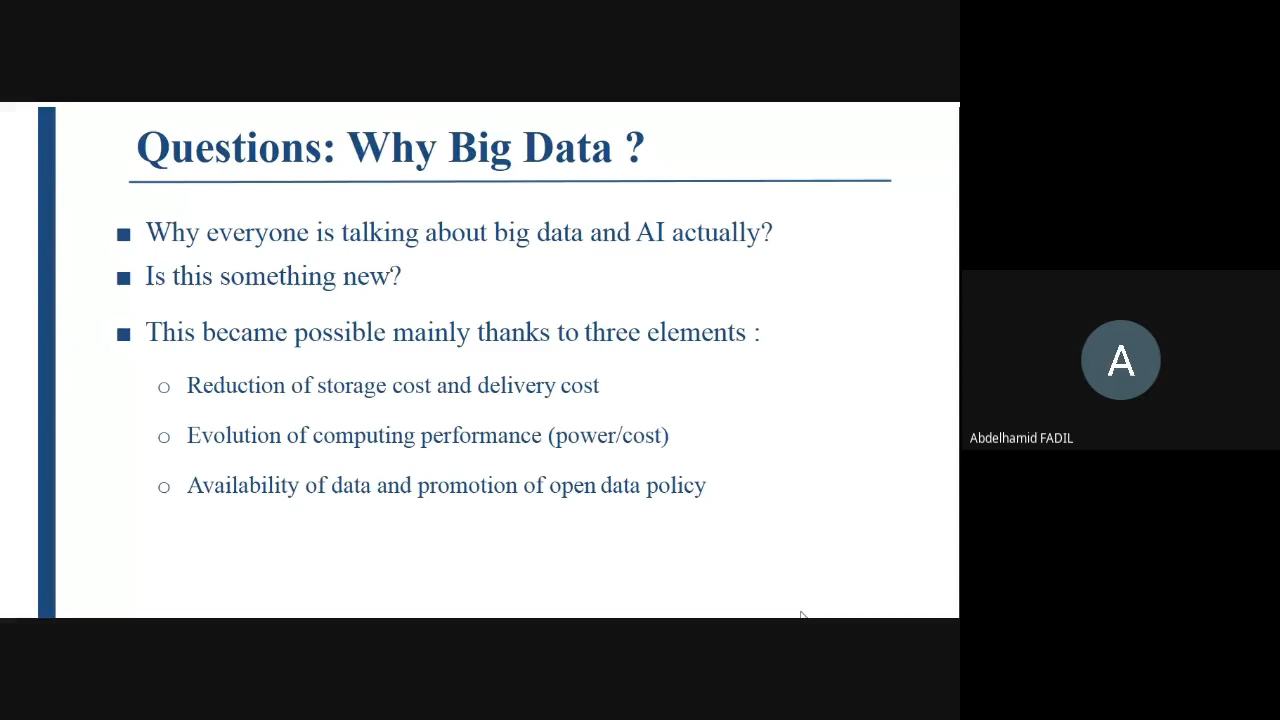 Questions: Why Big Data ?
■ Why everyone is talking about big data and AI actually?
■ Is this something new?
■ This became possible mainly thanks to three elements :
○ Reduction of storage cost and delivery cost
○ Evolution of computing performance (power/cost)
○ Availability of data and promotion of open data policy
A
Abdelhamid FADIL